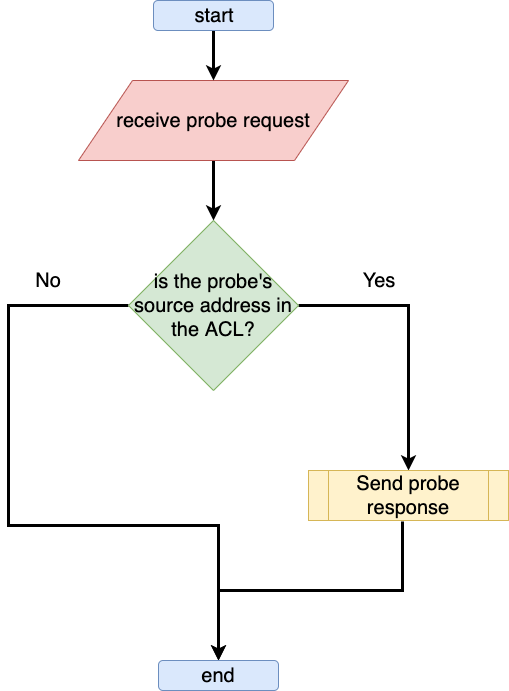 start
receive probe request
is the probe's
source address in
the ACL?
No
Yes
Send probe
response
end